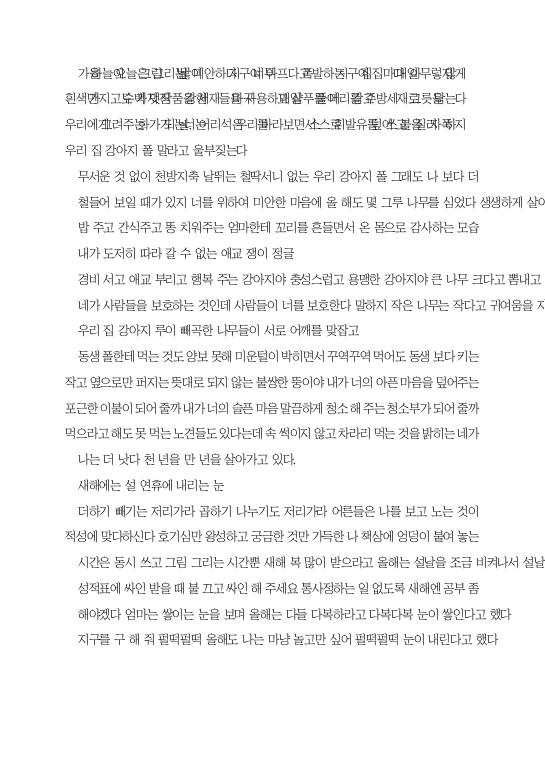 우리 집 강아지 폴 말라고 울부짖는다
무서운 것 없이 천방지축 날뛰는 철딱서니 없는 우리 강아지 폴 그래도 나 보다 더
철들어 보일 때가 있지 너를 위하여 미안한 마음에 올 해도 몇 그루 나무를 심었다 생생하게 살아
밥 주고 간식주고 똥 치워주는 엄마한테 꼬리를 흔들면서 온 몸으로 감사하는 모습
내가 도저히 따라 갈 수 없는 애교 쟁이 정글
경비 서고 애교 부리고 행복 주는 강아지야 충성스럽고 용맹한 강아지야 큰 나무 크다고 뽐내고
네가 사람들을 보호하는 것인데 사람들이 너를 보호한다 말하지 작은 나무는 작다고 귀여움을
우리 집 강아지 루이 빼곡한 나무들이 서로 어깨를 맞잡고
동생 폴한테 먹는 것도 양보 못해 미운털이 박히면서 꾸역꾸역 먹어도 동생 보다 키는
작고 옆으로만 퍼지는 뜻대로 되지 않는 불쌍한 뚱이야 내가 너의 아픈 마음을 덮어주는
포근한 이불이 되어 줄까 내가 너의 슬픈 마음 말끔하게 청소 해 주는 청소부가 되어 줄까
먹으라고 해도 못 먹는 노견들도 있다는데 속 썩이지 않고 차라리 먹는 것을 밝히는 네가
나는 더 낫다 천 년을 만 년을 살아가고 있다.
새해에는 설 연휴에 내리는 눈
더하기 빼기는 저리가라 곱하기 나누기도 저리가라 어른들은 나를 보고 노는 것이
적성에 맞다하신다 호기심만 왕성하고 궁금한 것만 가득한 나 책상에 엉덩이 붙여 놓는
시간은 동시 쓰고 그림 그리는 시간뿐 새해 복 많이 받으라고 올해는 설날을 조금 비켜나서 설날
성적표에 싸인 받을 때 불 끄고 싸인 해 주세요 통사정하는 일 없도록 새해엔 공부 좀
해야겠다 엄마는 쌓이는 눈을 보며 올해는 다들 다복하라고 다복다복 눈이 쌓인다고 했다
지구를 구 해 줘 펄떡펄떡 올해도 나는 마냥 놀고만 싶어 펄떡펄떡 눈이 내린다고 했다